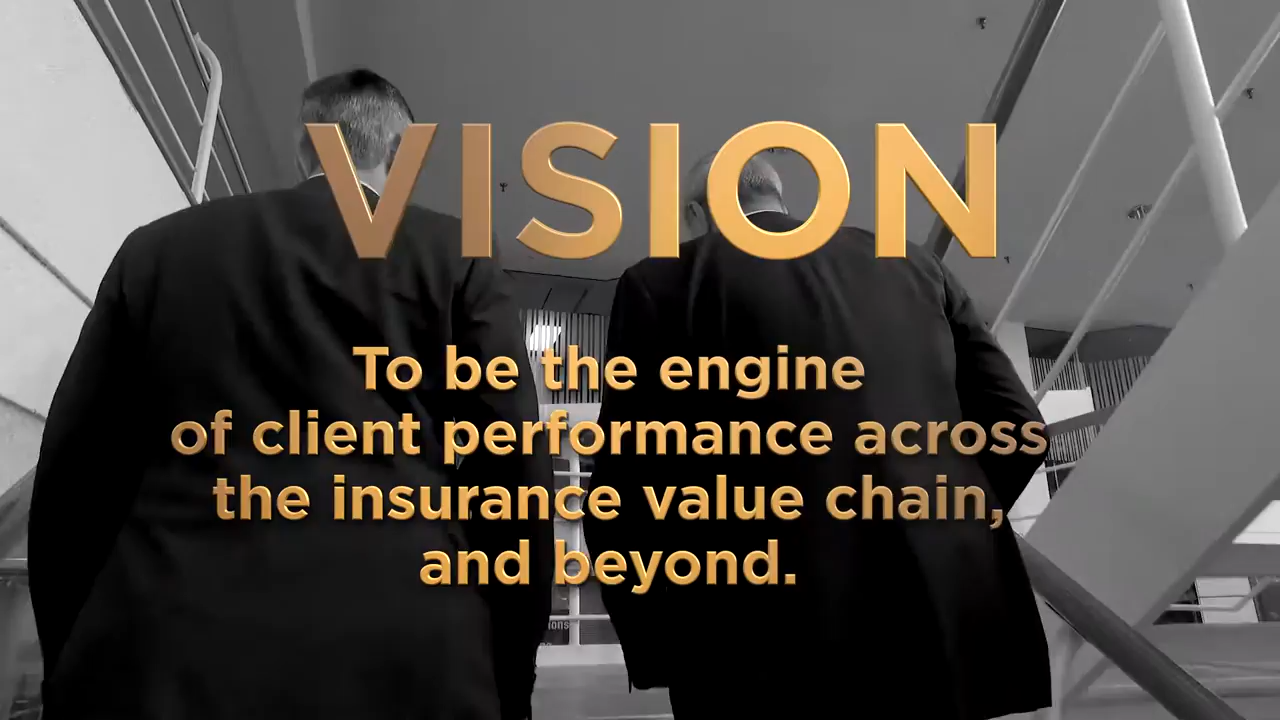 VISION
To be the engine
of client performance across
the insurance value chain,
and beyond.